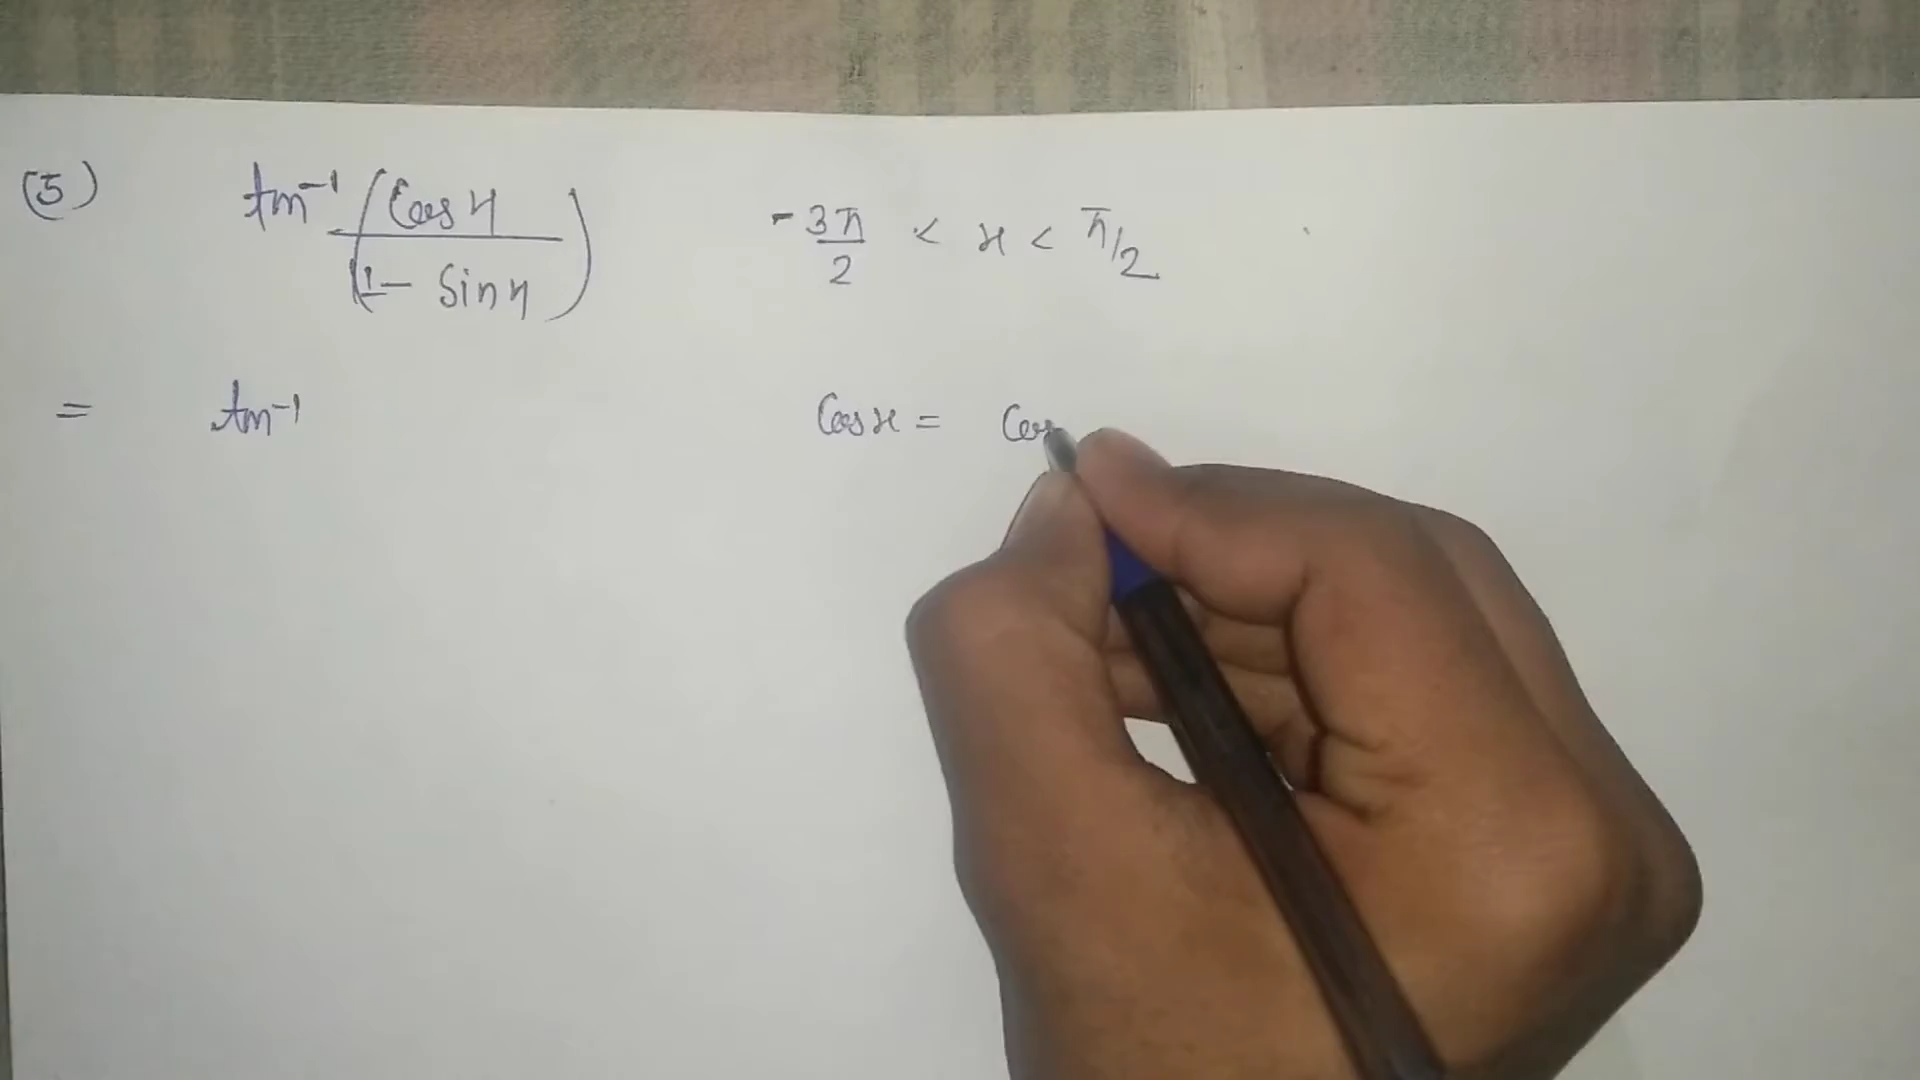 (5) tan⁻¹ (Cos x / 1 - Sin x) -3π/2 < x < π/2
= tan⁻¹ Cos x = Cos